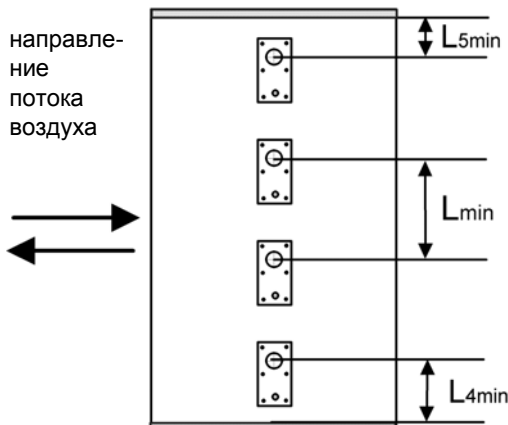 направле-
ние
потока
воздуха
L5min
Lmin
L4min